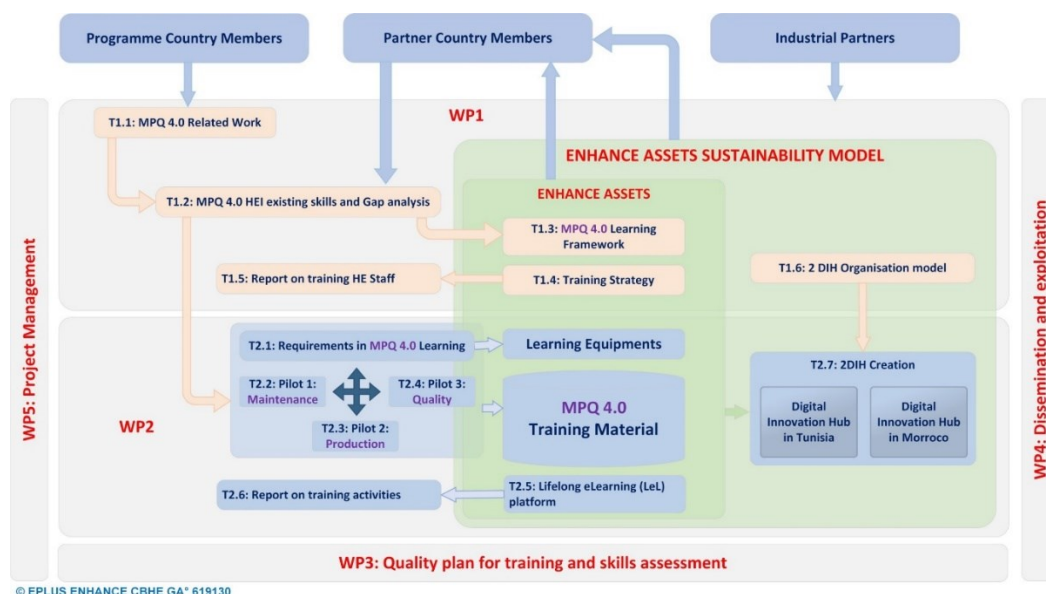 Programme Country Members
Partner Country Members
Industrial Partners
WP1
T1.1: MPQ 4.0 Related Work
ENHANCE ASSETS SUSTAINABILITY MODEL
ENHANCE ASSETS
T1.2: MPQ 4.0 HEI existing skills and Gap analysis
T1.3: MPQ 4.0 Learning
Framework
T1.5: Report on training HE Staff
T1.4: Training Strategy
T1.6: 2 DIH Organisation model
WP5: Project Management
WP4: Dissemination and exploitation
WP2
T2.1: Requirements in MPQ 4.0 Learning
Learning Equipments
T2.2: Pilot 1:
Maintenance
T2.4: Pilot 3:
Quality
T2.3: Pilot 2:
Production
MPQ 4.0
Training Material
T2.7: 2DIH Creation
Digital
Innovation Hub
in Tunisia
Digital
Innovation Hub
in Morroco
T2.6: Report on training activities
T2.5: Lifelong eLearning (LeL)
platform
WP3: Quality plan for training and skills assessment
© EPLUS ENHANCE CBHE GA° 619130